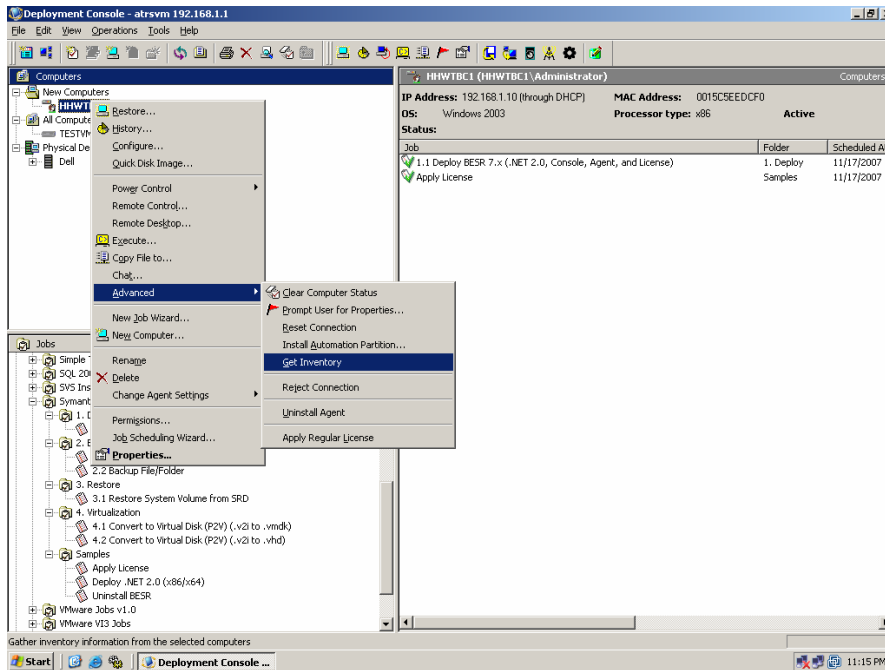 Deployment Console - atrsvm 192.168.1.1
File Edit View Operations Tools Help
Computers
New Computers
HHWT
All Compute
TESTV
Physical De
Dell
Restore...
History...
Configure...
Quick Disk Image...
Power Control
Remote Control...
Remote Desktop...
Execute...
Copy File to...
Chat...
Advanced
New Job Wizard...
New Computer...
Rename
Delete
Change Agent Settings
Permissions...
Job Scheduling Wizard...
Properties...
Clear Computer Status
Prompt User for Properties...
Reset Connection
Install Automation Partition...
Get Inventory
Reject Connection
Uninstall Agent
Apply Regular License
HHWTBC1 (HHWTBC1\Administrator) Computers
IP Address: 192.168.1.10 (through DHCP) MAC Address: 0015C5EEDCF0
OS: Windows 2003 Processor type: x86 Active
Status:
Job Folder Scheduled A
1.1 Deploy BESR 7.x (.NET 2.0, Console, Agent, and License) 1. Deploy 11/17/2007
Apply License Samples 11/17/2007
Jobs
Simple
SQL 20
SVS Ins
Symant
1. D
2. B
2.2 Backup File/Folder
3. Restore
3.1 Restore System Volume from SRD
4. Virtualization
4.1 Convert to Virtual Disk (P2V) (.v2i to .vmdk)
4.2 Convert to Virtual Disk (P2V) (.v2i to .vhd)
Samples
Apply License
Deploy .NET 2.0 (x86/x64)
Uninstall BESR
VMware Jobs v1.0
VMware VI3 Jobs
Gather inventory information from the selected computers
Start Deployment Console ... 11:15 PM